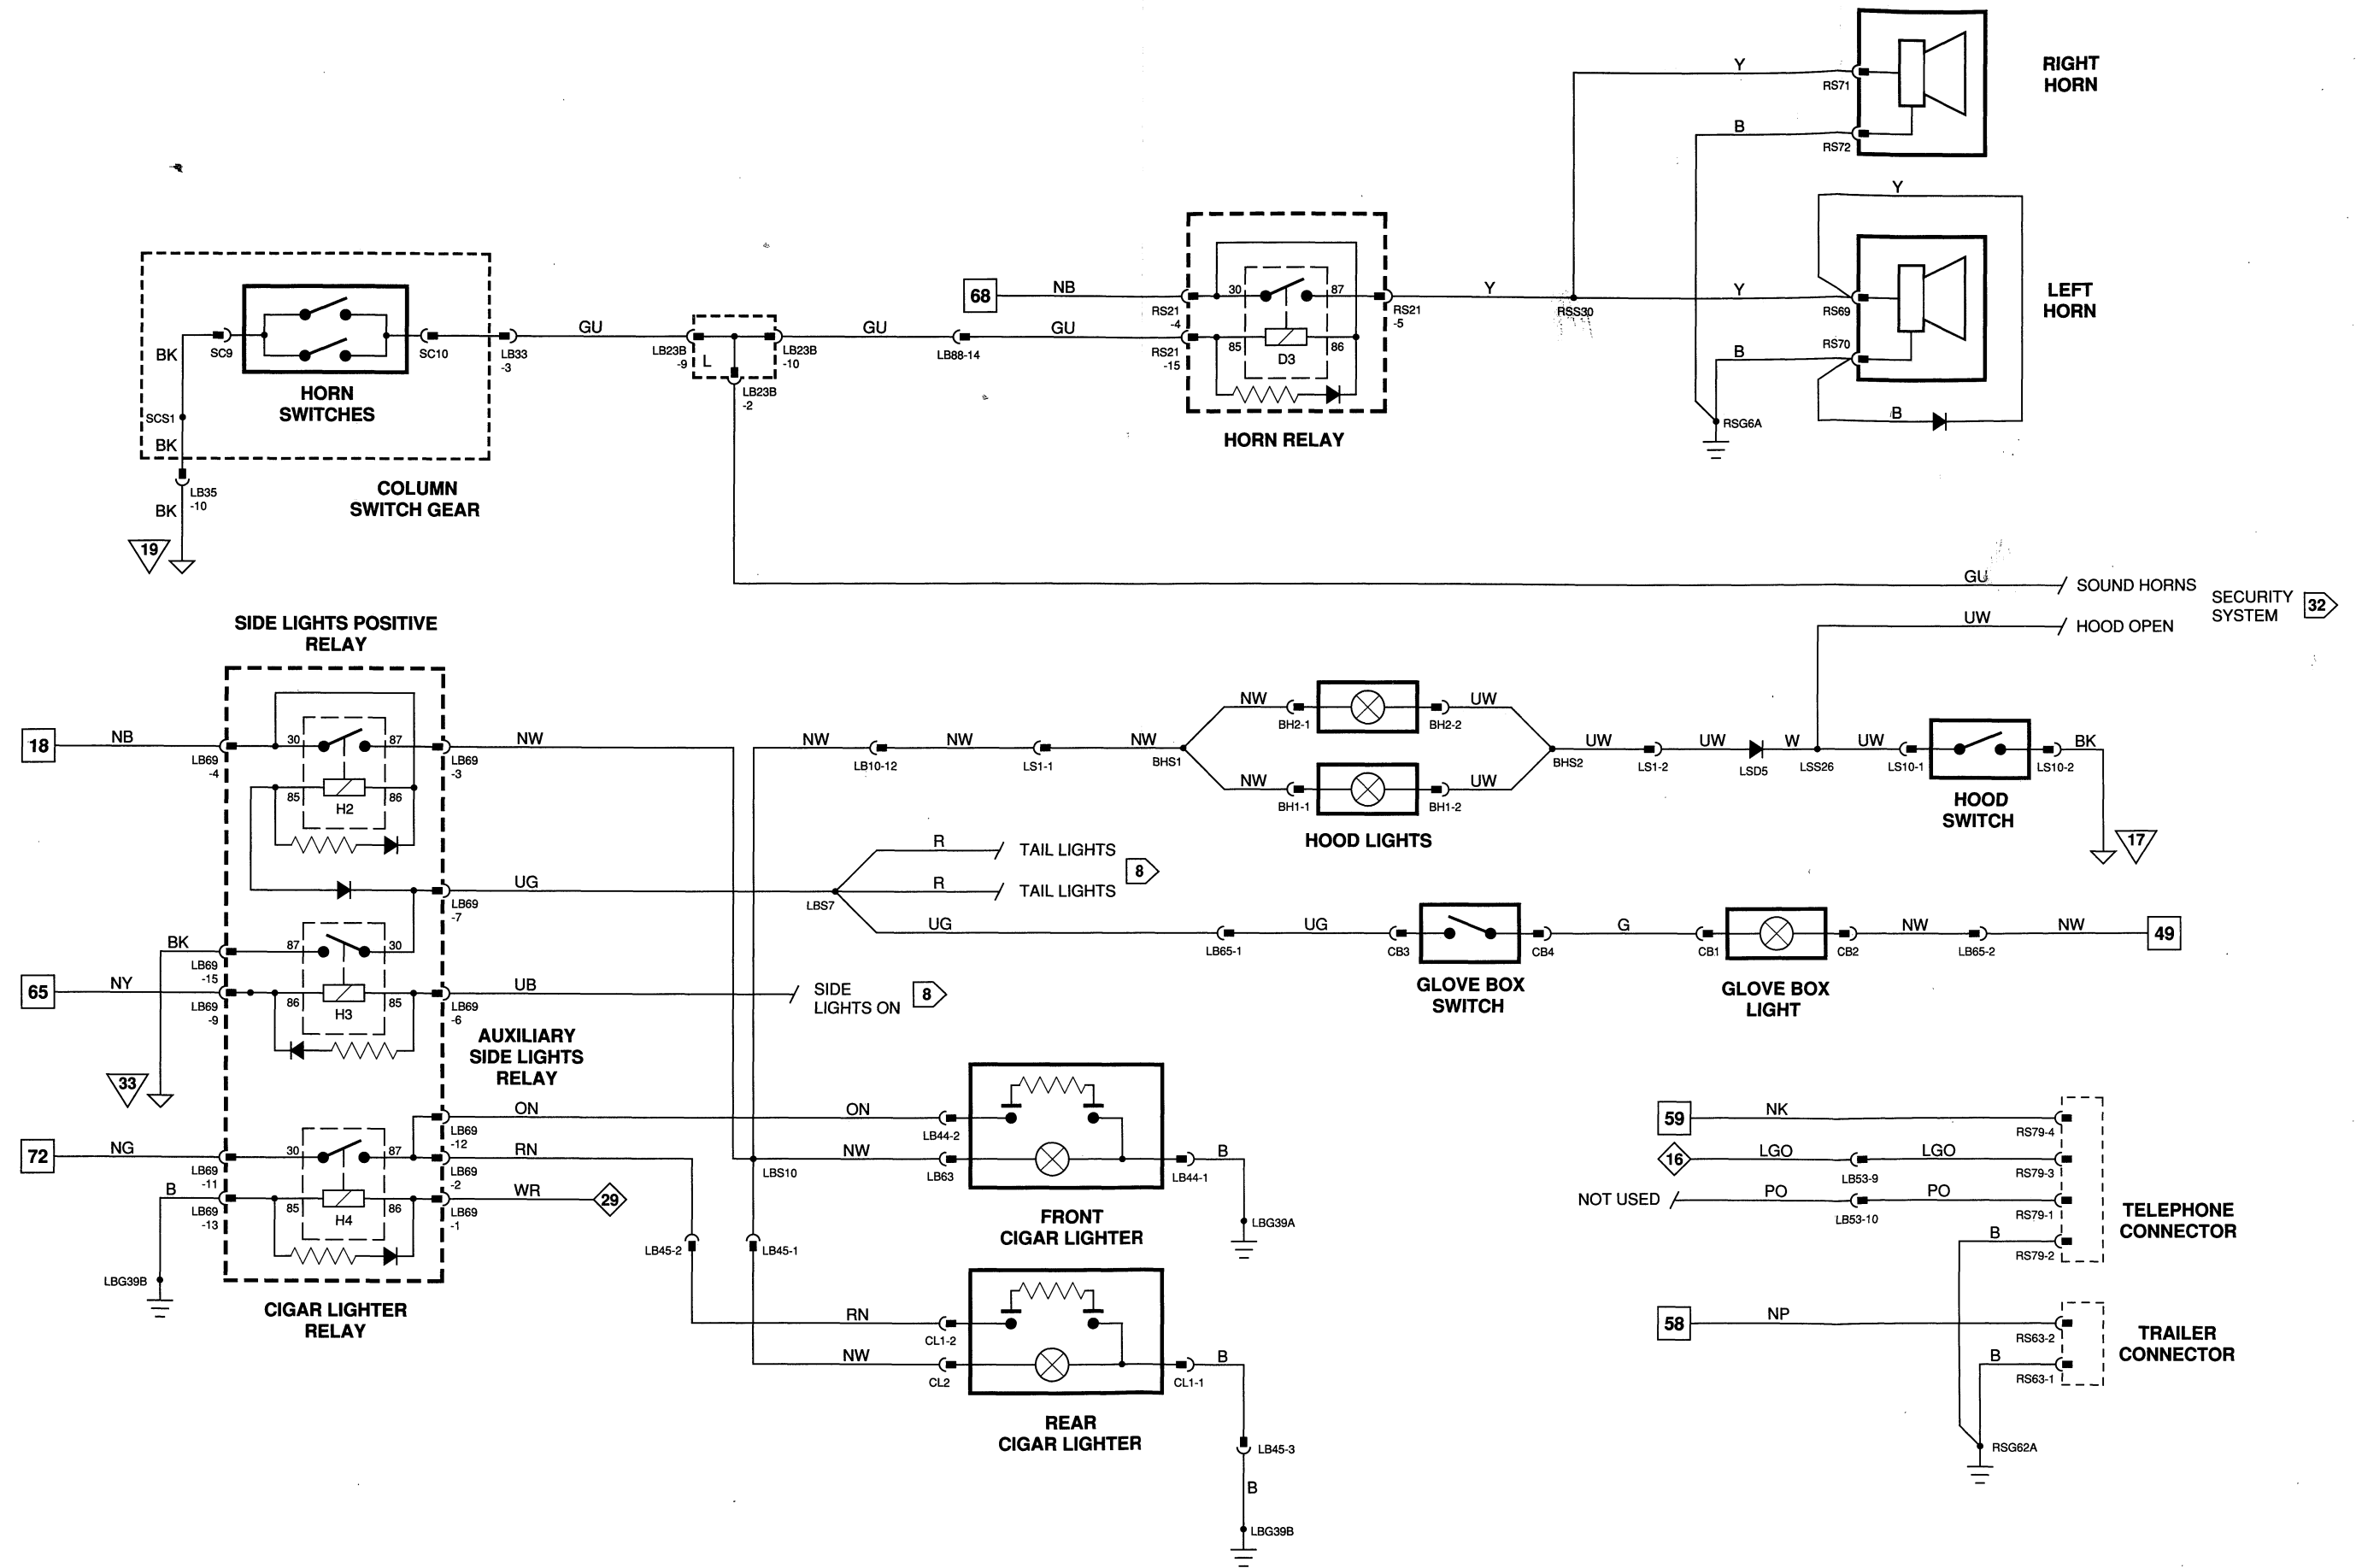 Y
RS71
RIGHT
HORN
B
RS72
Y
68
NB
RS21
-4
30
87
RS21
-5
Y
RSS30
Y
RS69
LEFT
HORN
SC9
SC10
LB33
-3
GU
LB23B
-9
L
LB23B
-10
GU
LB88-14
GU
RS21
-15
85
86
D3
B
RS70
BK
HORN
SWITCHES
LB23B
-2
SCS1
BK
B
RSG6A
HORN RELAY
COLUMN
SWITCH GEAR
LB35
-10
BK
19
GU
SOUND HORNS
SECURITY
SYSTEM
32
UW
HOOD OPEN
SIDE LIGHTS POSITIVE
RELAY
18
NB
LB69
-4
30
87
LB69
-3
NW
85
86
H2
NW
LB10-12
NW
LS1-1
NW
BHS1
NW
BH2-1
BH2-2
UW
NW
BH1-1
BH1-2
UW
HOOD LIGHTS
BHS2
UW
LS1-2
UW
LSD5
W
LSS26
UW
LS10-1
LS10-2
BK
HOOD
SWITCH
17
R
TAIL LIGHTS
R
TAIL LIGHTS
8
UG
LB69
-7
LBS7
UG
LB65-1
UG
CB3
CB4
GLOVE BOX
SWITCH
G
CB1
CB2
GLOVE BOX
LIGHT
NW
LB65-2
NW
49
BK
LB69
-15
87
30
65
NY
LB69
-9
86
85
H3
LB69
-6
UB
SIDE
LIGHTS ON
8
AUXILIARY
SIDE LIGHTS
RELAY
33
72
NG
LB69
-11
30
87
LB69
-12
ON
ON
LB44-2
LB69
-2
RN
B
LB69
-13
85
86
H4
LB69
-1
WR
29
LBS10
NW
LB63
LB44-1
B
LBG39A
FRONT
CIGAR LIGHTER
LBG39B
CIGAR LIGHTER
RELAY
LB45-2
LB45-1
RN
CL1-2
NW
CL2
CL1-1
B
REAR
CIGAR LIGHTER
LB45-3
B
LBG39B
59
NK
RS79-4
16
LGO
LB53-9
LGO
RS79-3
NOT USED
PO
LB53-10
PO
RS79-1
B
RS79-2
TELEPHONE
CONNECTOR
58
NP
RS63-2
B
RS63-1
TRAILER
CONNECTOR
RSG62A